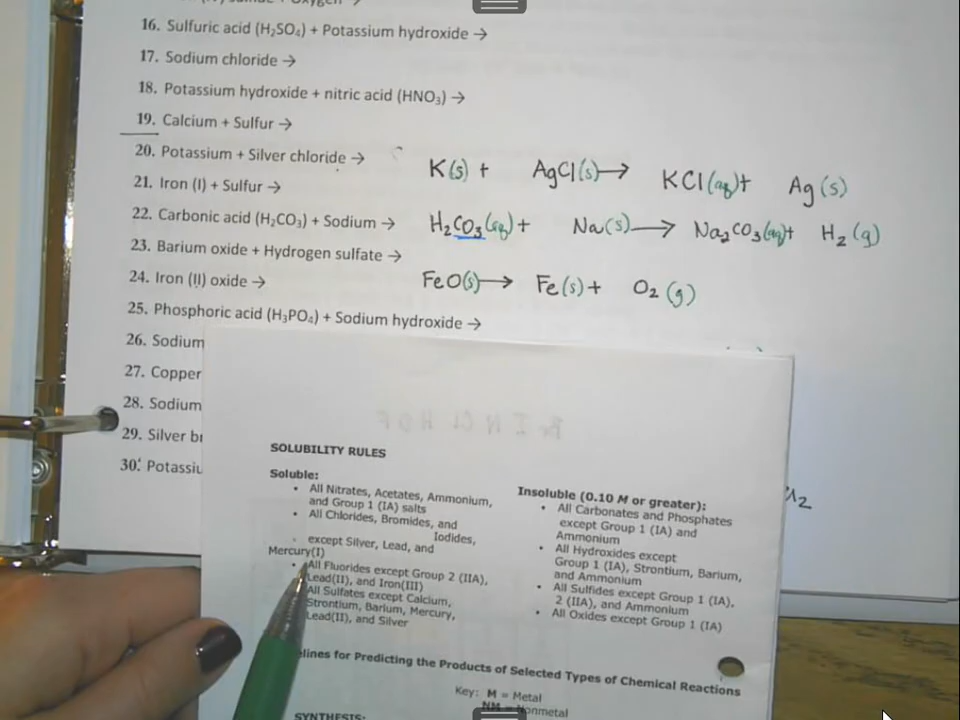 16. Sulfuric acid (H₂SO₄) + Potassium hydroxide →
17. Sodium chloride →
18. Potassium hydroxide + nitric acid (HNO₃) →
19. Calcium + Sulfur →
20. Potassium + Silver chloride → K(s) + AgCl(s) → KCl(aq) + Ag(s)
21. Iron (I) + Sulfur →
22. Carbonic acid (H₂CO₃) + Sodium → H₂CO₃(aq) + Na(s) → Na₂CO₃(aq) + H₂(g)
23. Barium oxide + Hydrogen sulfate →
24. Iron (II) oxide → FeO(s) → Fe(s) + O₂(g)
25. Phosphoric acid (H₃PO₄) + Sodium hydroxide →
26. Sodium
27. Copper
28. Sodium
29. Silver
30. 
SOLUBILITY RULES
Soluble:
• All Nitrates, Acetates, Ammonium,
and Group 1 (IA) salts
• All Chlorides, Bromides, and
Iodides,
except Silver, Lead, and
Mercury(I)
• All Fluorides except Group 2 (IIA),
Lead(II), and Iron(III)
All Sulfates except Calcium,
Strontium, Barium, Mercury,
Lead(II), and Silver
Insoluble (0.10 M or greater):
• All Carbonates and Phosphates
except Group 1 (IA) and
Ammonium
• All Hydroxides except
Group 1 (IA), Strontium, Barium,
and Ammonium
• All Sulfides except Group 1 (IA),
2 (IIA), and Ammonium
• All Oxides except Group 1 (IA)
for Predicting the Products of Selected Types of Chemical Reactions
Key: M = Metal
NM = Nonmetal
SYNTHESIS: